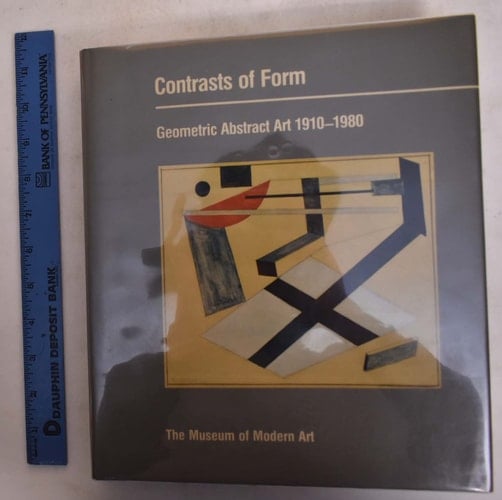 Contrasts of Form
Geometric Abstract Art 1910–1980
The Museum of Modern Art
BANK OF PENNSYLVANIA
DAUPHIN DEPOSIT BANK